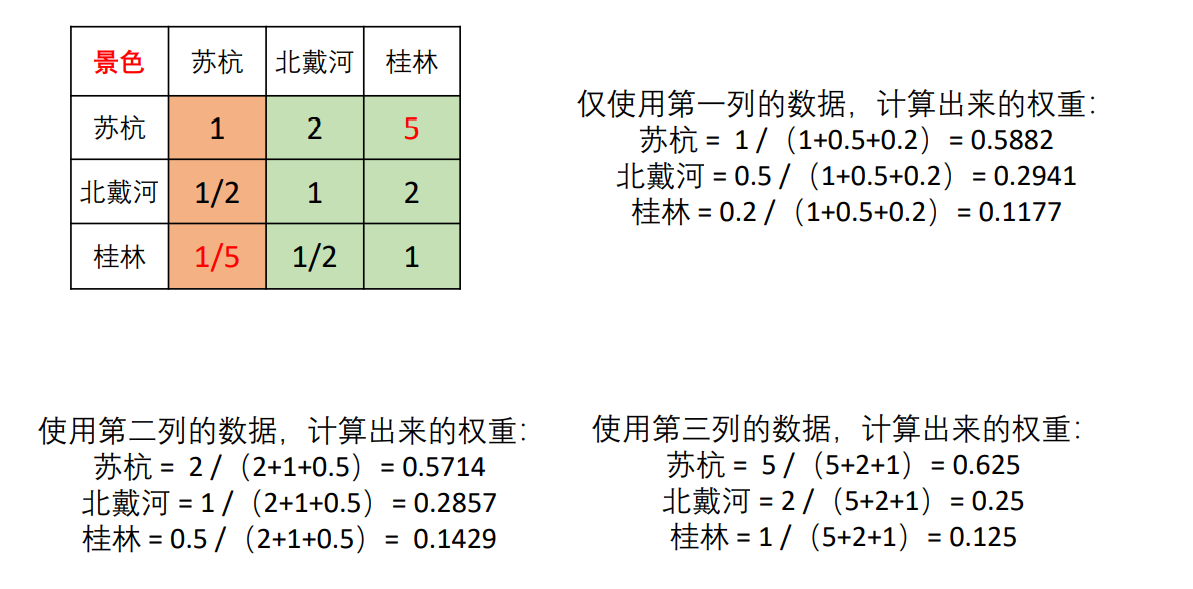 景色 苏杭 北戴河 桂林
苏杭 1 2 5
北戴河 1/2 1 2
桂林 1/5 1/2 1
仅使用第一列的数据，计算出来的权重：
苏杭 = 1 /（1+0.5+0.2）= 0.5882
北戴河 = 0.5 /（1+0.5+0.2）= 0.2941
桂林 = 0.2 /（1+0.5+0.2）= 0.1177
使用第二列的数据，计算出来的权重：
苏杭 = 2 /（2+1+0.5）= 0.5714
北戴河 = 1 /（2+1+0.5）= 0.2857
桂林 = 0.5 /（2+1+0.5）= 0.1429
使用第三列的数据，计算出来的权重：
苏杭 = 5 /（5+2+1）= 0.625
北戴河 = 2 /（5+2+1）= 0.25
桂林 = 1 /（5+2+1）= 0.125